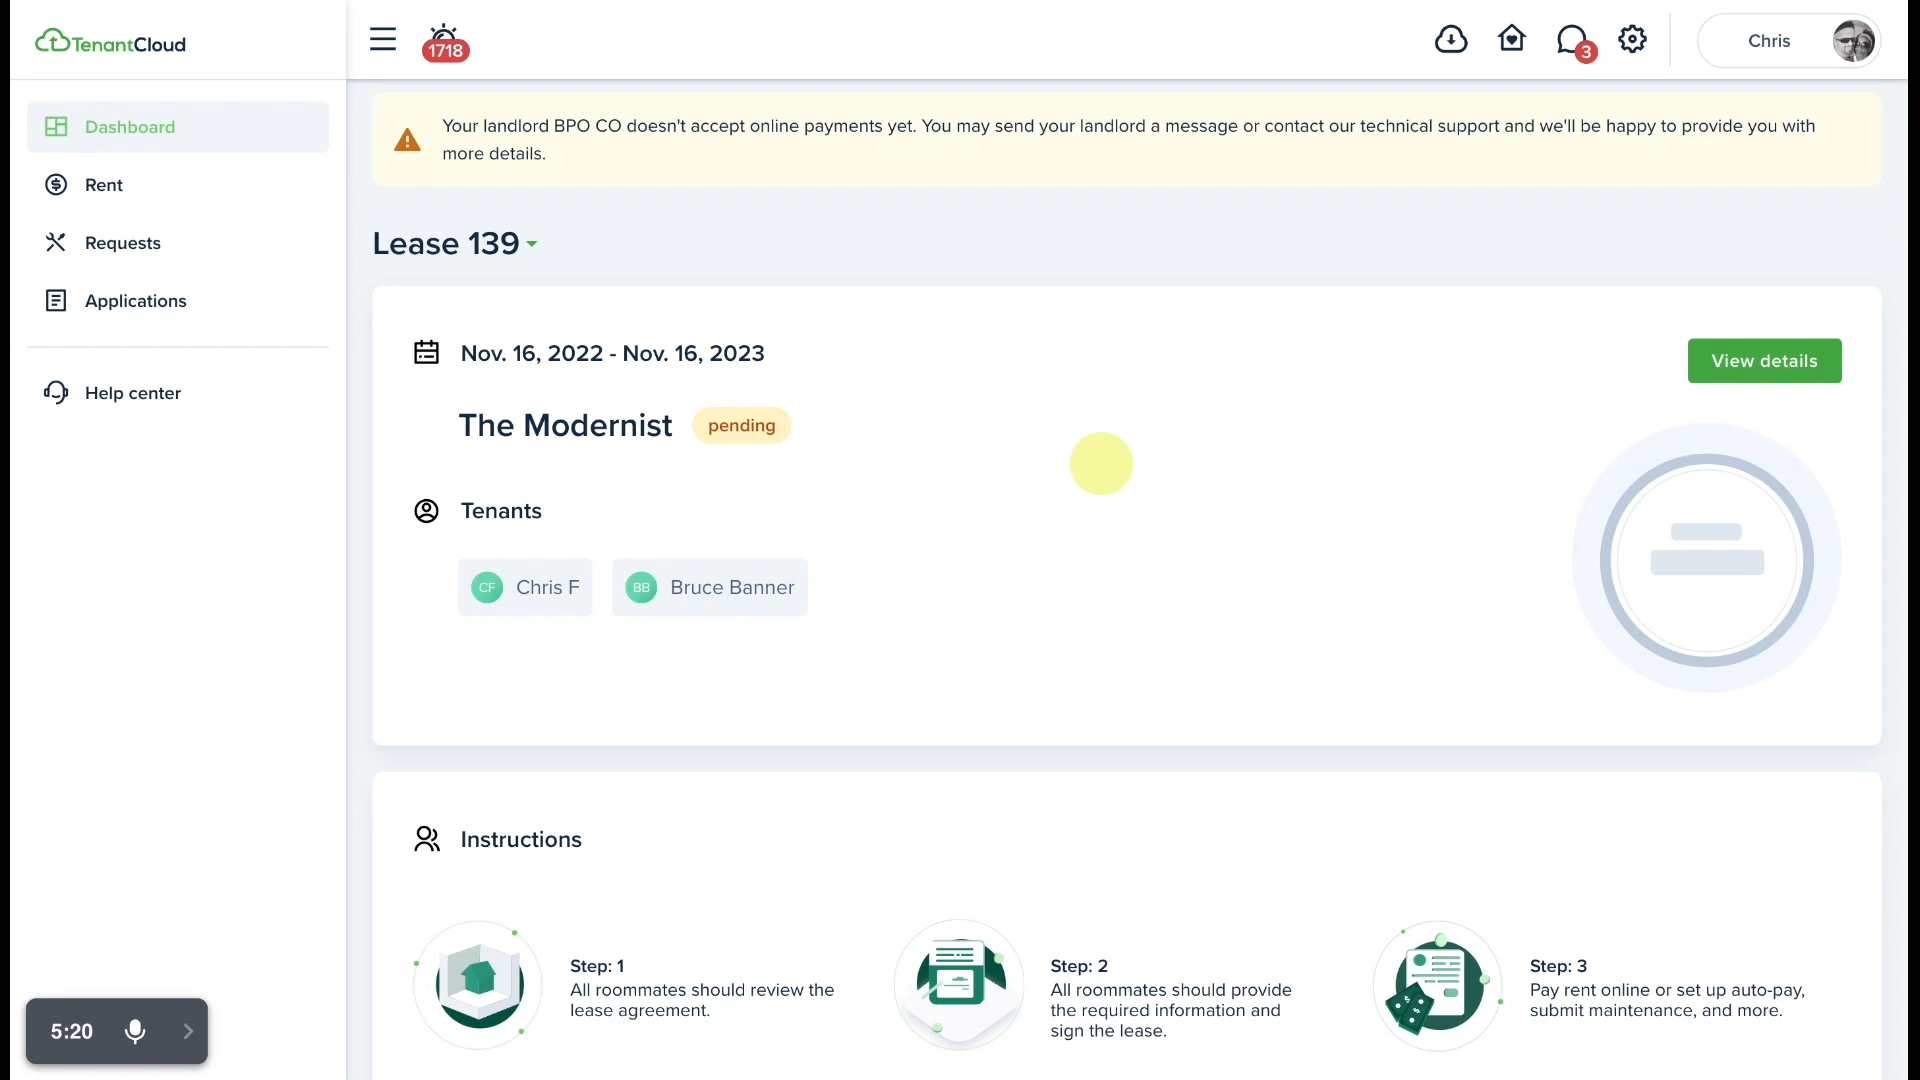 TenantCloud
1718
3
Chris
Dashboard
Rent
Requests
Applications
Help center
Your landlord BPO CO doesn't accept online payments yet. You may send your landlord a message or contact our technical support and we'll be happy to provide you with
more details.
Lease 139
Nov. 16, 2022 - Nov. 16, 2023
View details
The Modernist
pending
Tenants
CF Chris F
BB Bruce Banner
Instructions
Step: 1
All roommates should review the
lease agreement.
Step: 2
All roommates should provide
the required information and
sign the lease.
Step: 3
Pay rent online or set up auto-pay,
submit maintenance, and more.
5:20